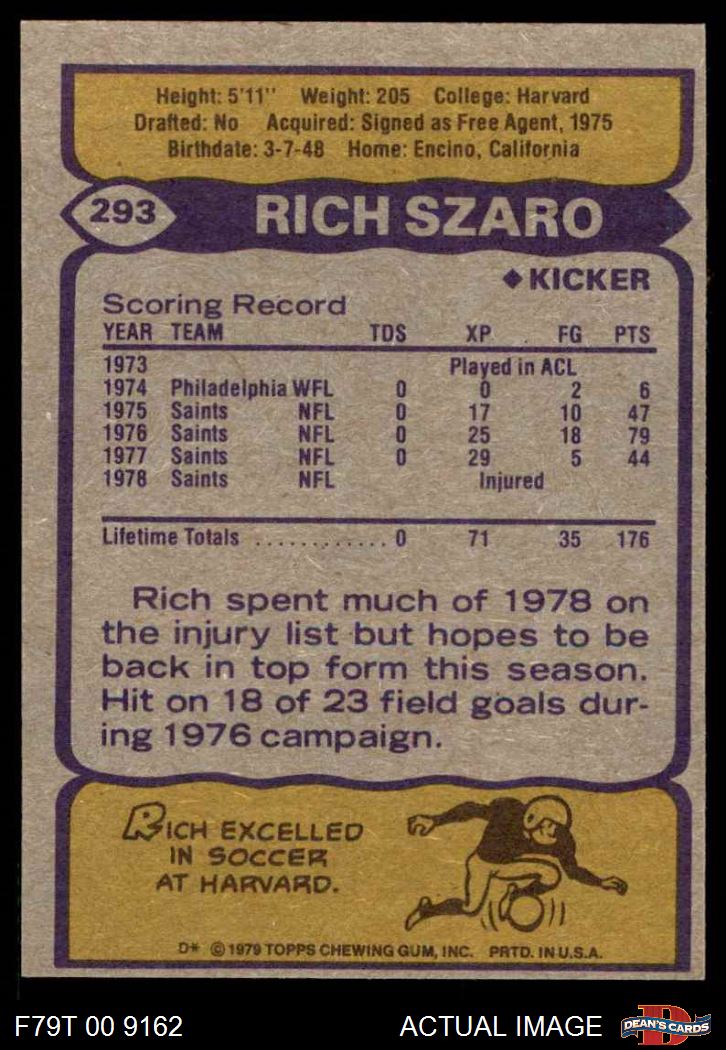 Height: 5'11" Weight: 205 College: Harvard
Drafted: No Acquired: Signed as Free Agent, 1975
Birthdate: 3-7-48 Home: Encino, California
293 RICH SZARO
◆ KICKER
Scoring Record
YEAR TEAM TDS XP FG PTS
1973 Played in ACL
1974 Philadelphia WFL 0 0 2 6
1975 Saints NFL 0 17 10 47
1976 Saints NFL 0 25 18 79
1977 Saints NFL 0 29 5 44
1978 Saints NFL Injured
Lifetime Totals ............ 0 71 35 176
Rich spent much of 1978 on
the injury list but hopes to be
back in top form this season.
Hit on 18 of 23 field goals dur-
ing 1976 campaign.
RICH EXCELLED
IN SOCCER
AT HARVARD.
D* © 1979 TOPPS CHEWING GUM, INC. PRTD. IN U.S.A.
F79T 00 9162 ACTUAL IMAGE D DEAN'S CARDS